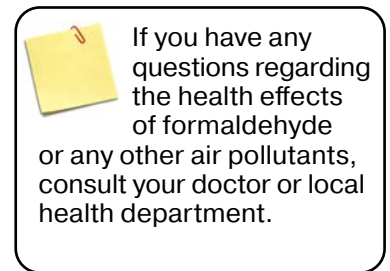 If you have any
questions regarding
the health effects
of formaldehyde
or any other air pollutants,
consult your doctor or local
health department.